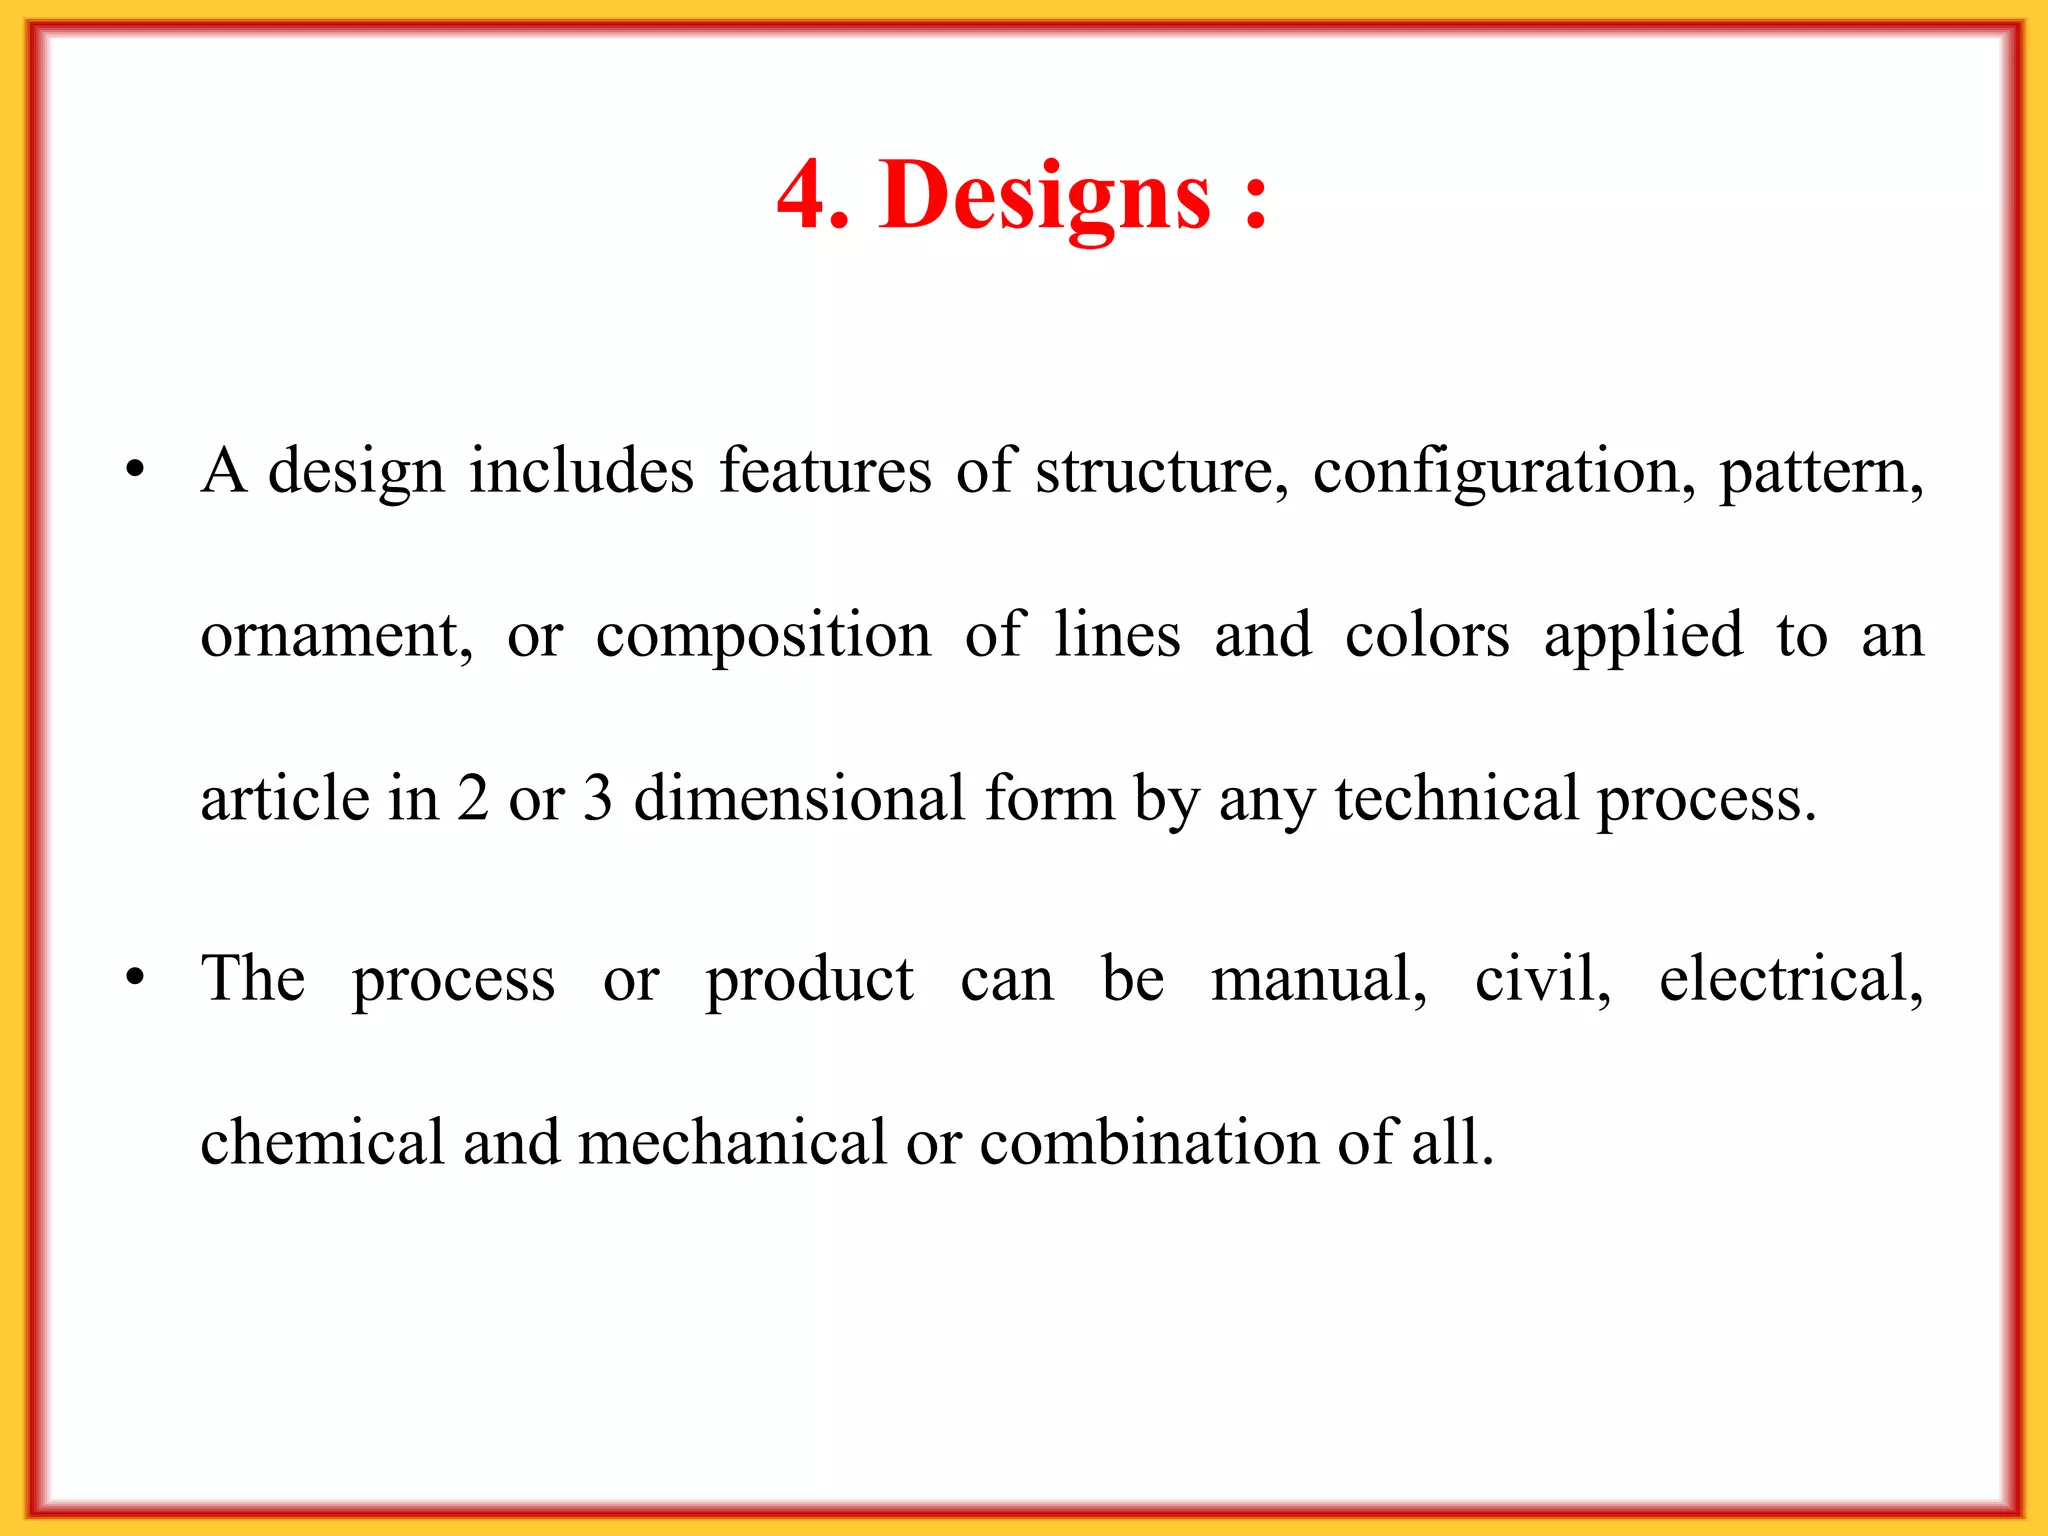 4. Designs :
• A design includes features of structure, configuration, pattern,
ornament, or composition of lines and colors applied to an
article in 2 or 3 dimensional form by any technical process.
• The process or product can be manual, civil, electrical,
chemical and mechanical or combination of all.